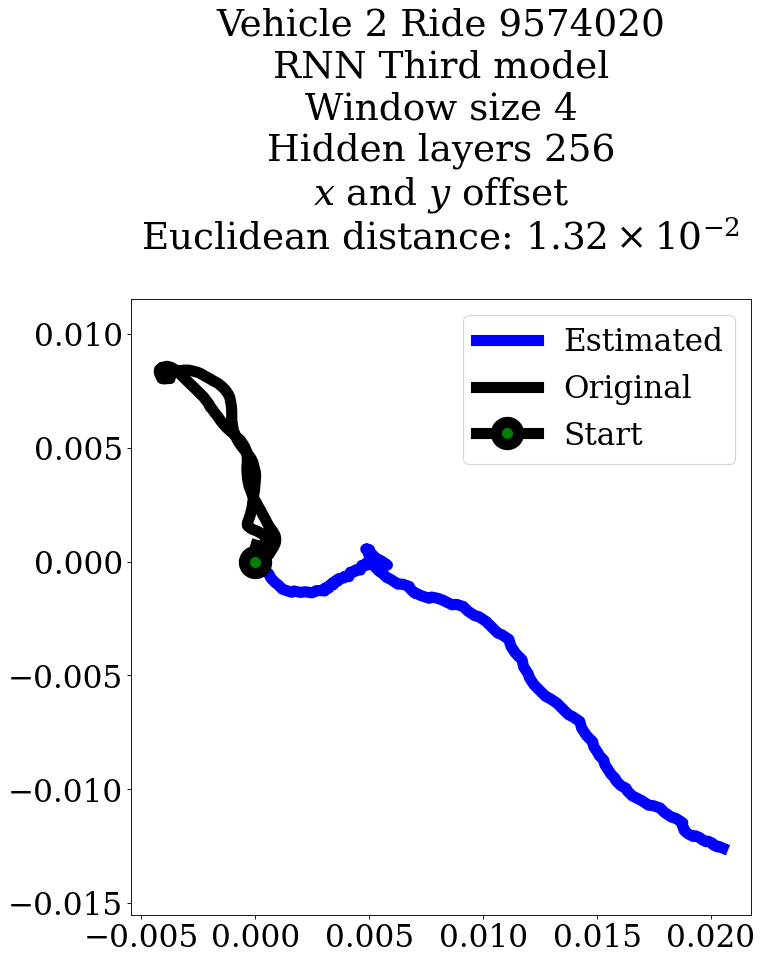 Vehicle 2 Ride 9574020
RNN Third model
Window size 4
Hidden layers 256
x and y offset
Euclidean distance: 1.32 × 10⁻²
Estimated
Original
Start
0.010
0.005
0.000
−0.005
−0.010
−0.015
−0.005 0.000 0.005 0.010 0.015 0.020